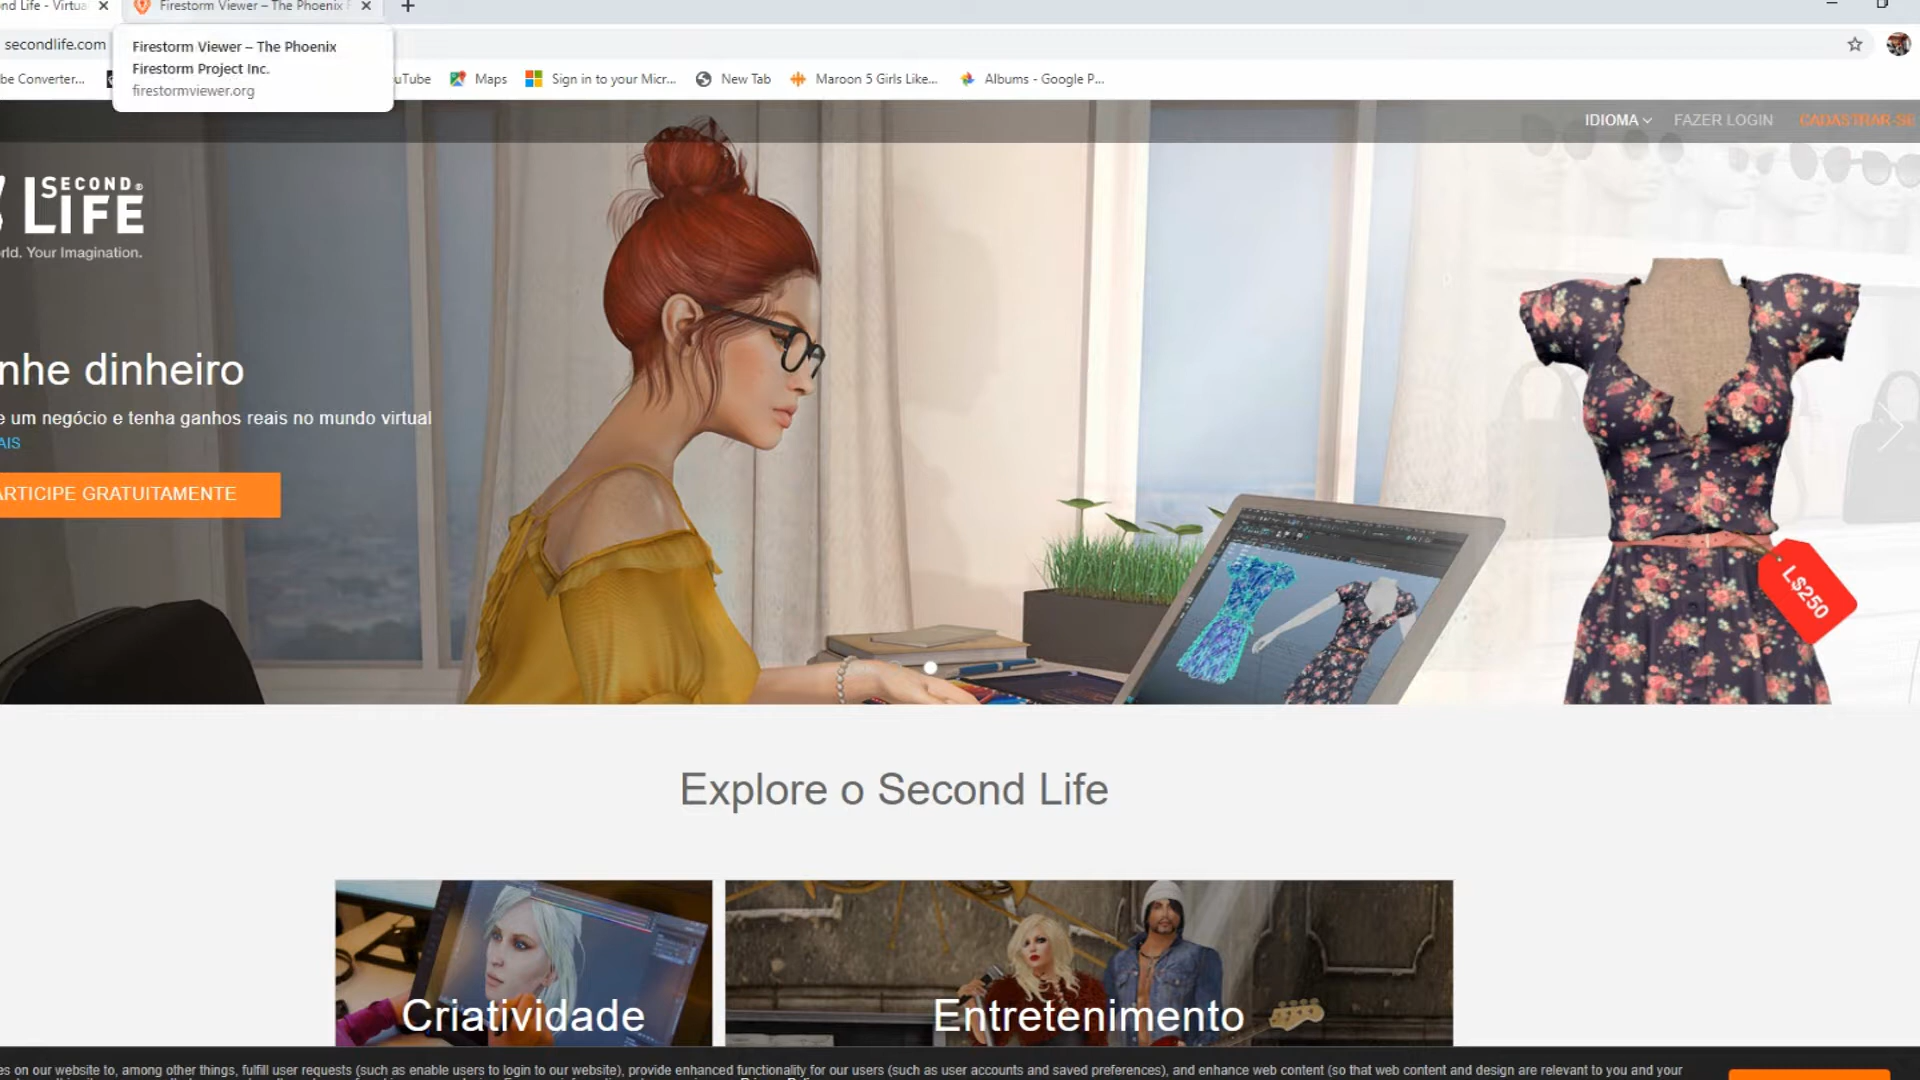 nd Life - Virtua
Firestorm Viewer – The Phoenix F
secondlife.com
Firestorm Viewer – The Phoenix
Firestorm Project Inc.
firestormviewer.org
be Converter...
uTube
Maps
Sign in to your Micr...
New Tab
Maroon 5 Girls Like...
Albums - Google P...
IDIOMA
FAZER LOGIN
CADASTRAR-SE
SECOND®
LIFE
rld. Your Imagination.
nhe dinheiro
e um negócio e tenha ganhos reais no mundo virtual
AIS
ARTICIPE GRATUITAMENTE
L$250
Explore o Second Life
Criatividade
Entretenimento
es on our website to, among other things, fulfill user requests (such as enable users to login to our website), provide enhanced functionality for our users (such as user accounts and saved preferences), and enhance web content (so that web content and design are relevant to you and your